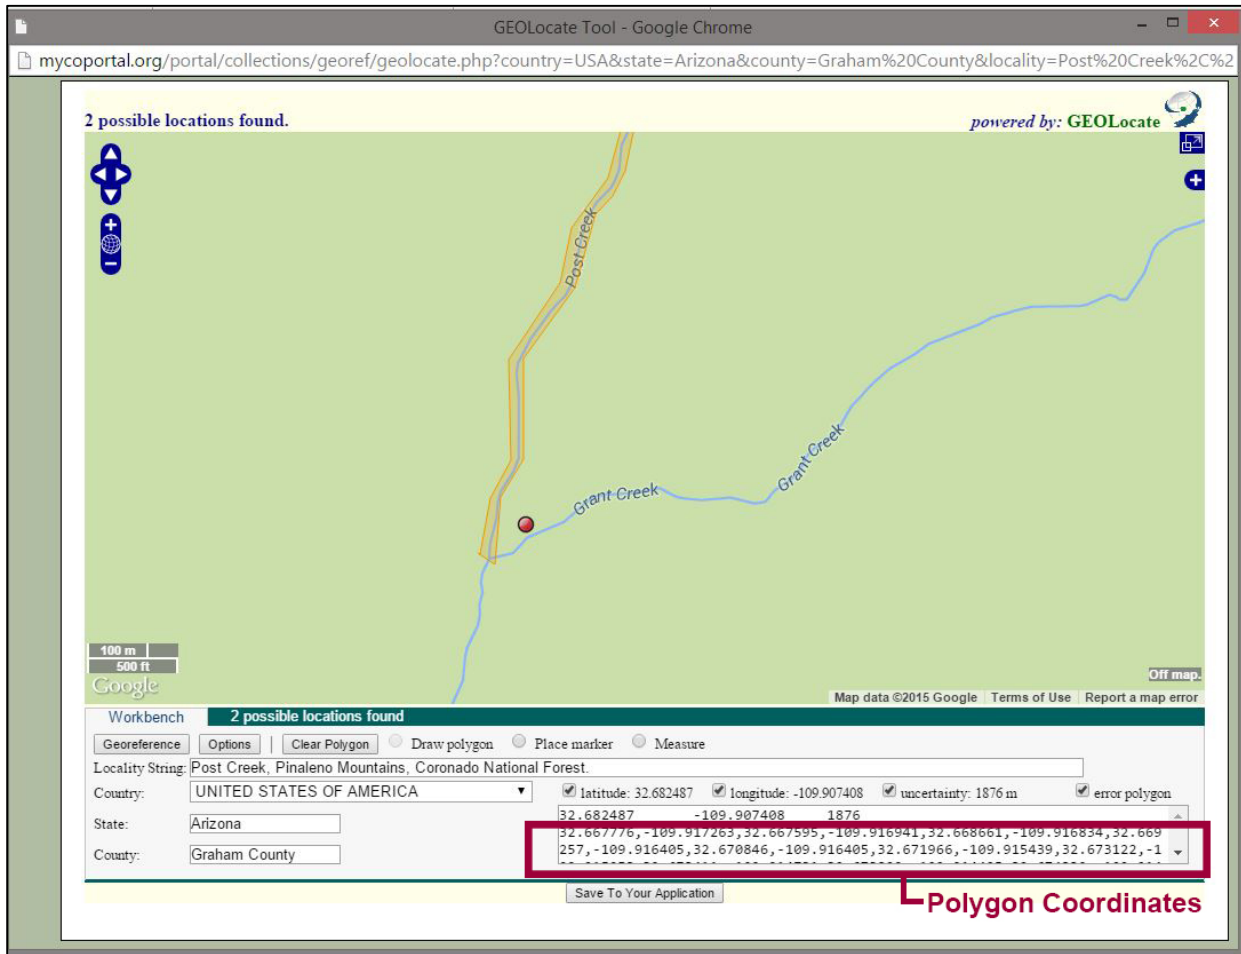 GEOLocate Tool - Google Chrome
mycoportal.org/portal/collections/georef/geolocate.php?country=USA&state=Arizona&county=Graham%20County&locality=Post%20Creek%2C%2
2 possible locations found.
powered by: GEOLocate
Post Creek
Grant Creek
Grant Creek
100 m
500 ft
Google
Off map.
Map data ©2015 Google Terms of Use Report a map error
Workbench 2 possible locations found
Georeference Options | Clear Polygon Draw polygon Place marker Measure
Locality String: Post Creek, Pinaleno Mountains, Coronado National Forest.
Country: UNITED STATES OF AMERICA latitude: 32.682487 longitude: -109.907408 uncertainty: 1876 m error polygon
32.682487 -109.907408 1876
State: Arizona
32.667776,-109.917263,32.667595,-109.916941,32.668661,-109.916834,32.669
257,-109.916405,32.670846,-109.916405,32.671966,-109.915439,32.673122,-1
County: Graham County
Save To Your Application
Polygon Coordinates